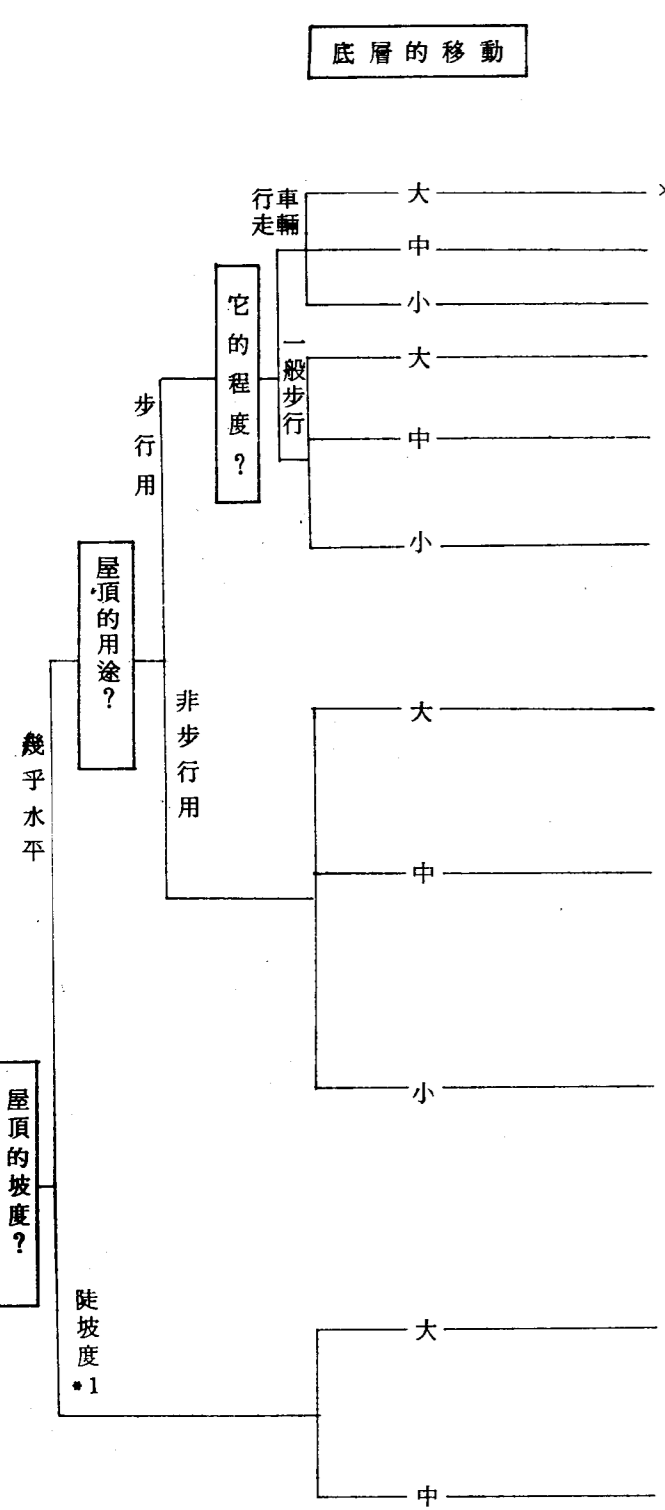 底層的移動
車輛行走
大
×
中
小
它的程度？
一般步行
大
中
小
步行用
屋頂的用途？
非步行用
大
中
小
幾乎水平
屋頂的坡度？
陡坡度
*1
大
中